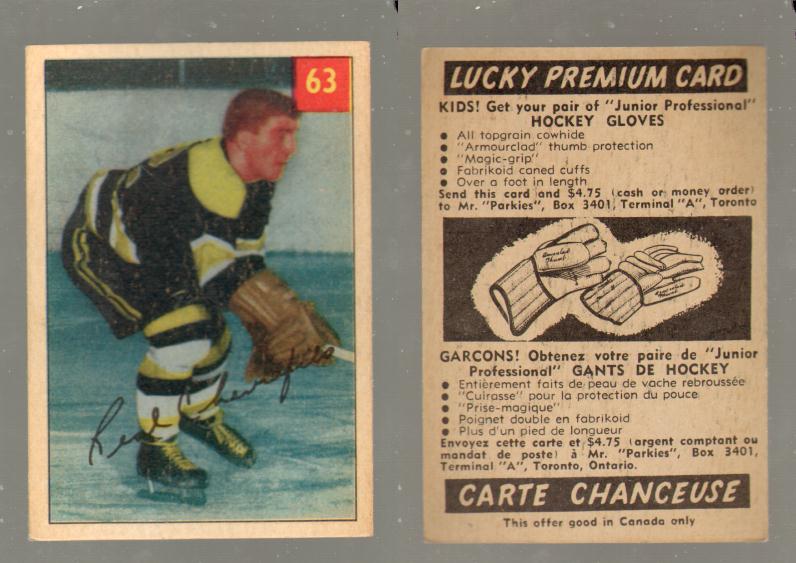 63
Real Chevrefils
LUCKY PREMIUM CARD
KIDS! Get your pair of "Junior Professional"
HOCKEY GLOVES
● All topgrain cowhide
● "Armourclad" thumb protection
● "Magic-grip"
● Fabrikoid caned cuffs
● Over a foot in length
Send this card and $4.75 (cash or money order)
to Mr. "Parkies", Box 3401, Terminal "A", Toronto
GARCONS! Obtenez votre paire de "Junior
Professional" GANTS DE HOCKEY
● Entièrement faits de peau de vache rebroussée
● "Cuirasse" pour la protection du pouce
● "Prise-magique"
● Poignet double en fabrikoid
● Plus d'un pied de longueur
Envoyez cette carte et $4.75 (argent comptant ou
mandat de poste) à Mr. "Parkies", Box 3401,
Terminal "A", Toronto, Ontario.
CARTE CHANCEUSE
This offer good in Canada only